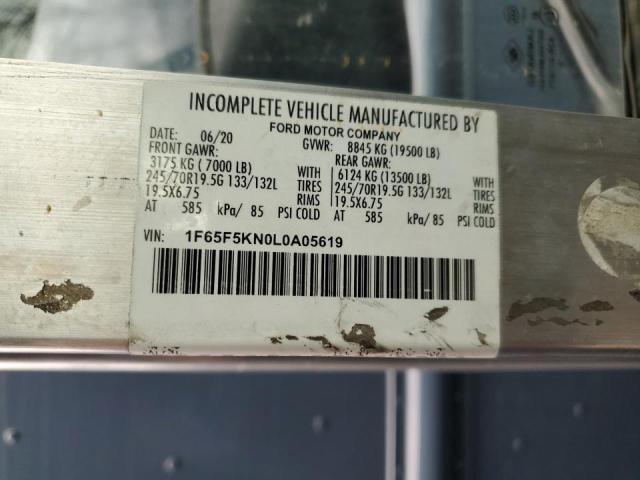 INCOMPLETE VEHICLE MANUFACTURED BY
FORD MOTOR COMPANY
DATE: 06/20 GVWR: 8845 KG (19500 LB)
FRONT GAWR: REAR GAWR:
3175 KG ( 7000 LB) WITH 6124 KG (13500 LB) WITH
245/70R19.5G 133/132L TIRES 245/70R19.5G 133/132L TIRES
19.5X6.75 RIMS 19.5X6.75 RIMS
AT 585 kPa/ 85 PSI COLD AT 585 kPa/ 85 PSI COLD
VIN: 1F65F5KN0L0A05619